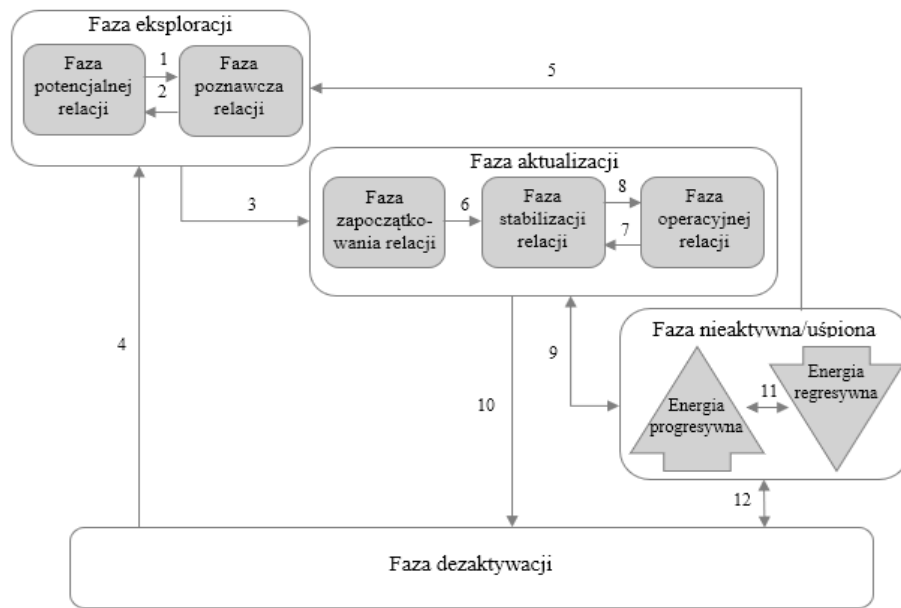 Faza eksploracji
Faza
potencjalnej
relacji
1
2
Faza
poznawcza
relacji
5
Faza aktualizacji
3
Faza
zapoczątko-
wania relacji
6
Faza
stabilizacji
relacji
8
7
Faza
operacyjnej
relacji
4
9
10
Faza nieaktywna/uśpiona
Energia
progresywna
11
Energia
regresywna
12
Faza dezaktywacji